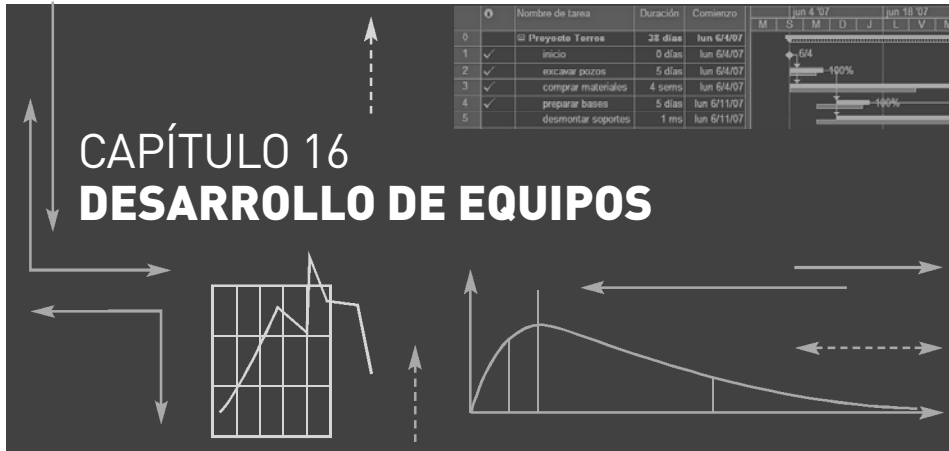 Nombre de tarea Duración Comienzo jun 4 '07 jun 18 '07
M S M D J L V M
0 Proyecto Torres 38 días lun 6/4/07
1 inicio 0 días lun 6/4/07 6/4
2 excavar pozos 5 días lun 6/4/07 100%
3 comprar materiales 4 sems lun 6/4/07
4 preparar bases 5 días lun 6/11/07 100%
5 desmontar soportes 1 ms lun 6/11/07
CAPÍTULO 16
DESARROLLO DE EQUIPOS